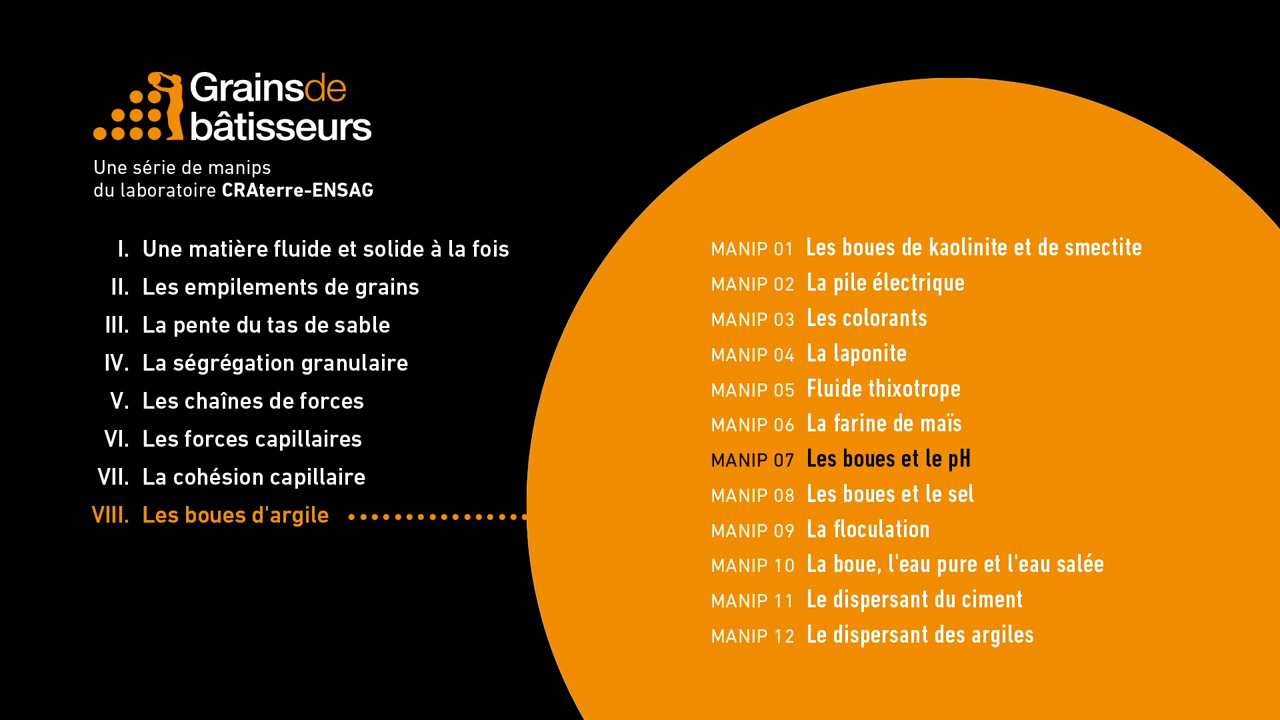 Grainsde
bâtisseurs
Une série de manips
du laboratoire CRAterre-ENSAG
I. Une matière fluide et solide à la fois
II. Les empilements de grains
III. La pente du tas de sable
IV. La ségrégation granulaire
V. Les chaînes de forces
VI. Les forces capillaires
VII. La cohésion capillaire
VIII. Les boues d'argile
MANIP 01 Les boues de kaolinite et de smectite
MANIP 02 La pile électrique
MANIP 03 Les colorants
MANIP 04 La laponite
MANIP 05 Fluide thixotrope
MANIP 06 La farine de maïs
MANIP 07 Les boues et le pH
MANIP 08 Les boues et le sel
MANIP 09 La floculation
MANIP 10 La boue, l'eau pure et l'eau salée
MANIP 11 Le dispersant du ciment
MANIP 12 Le dispersant des argiles